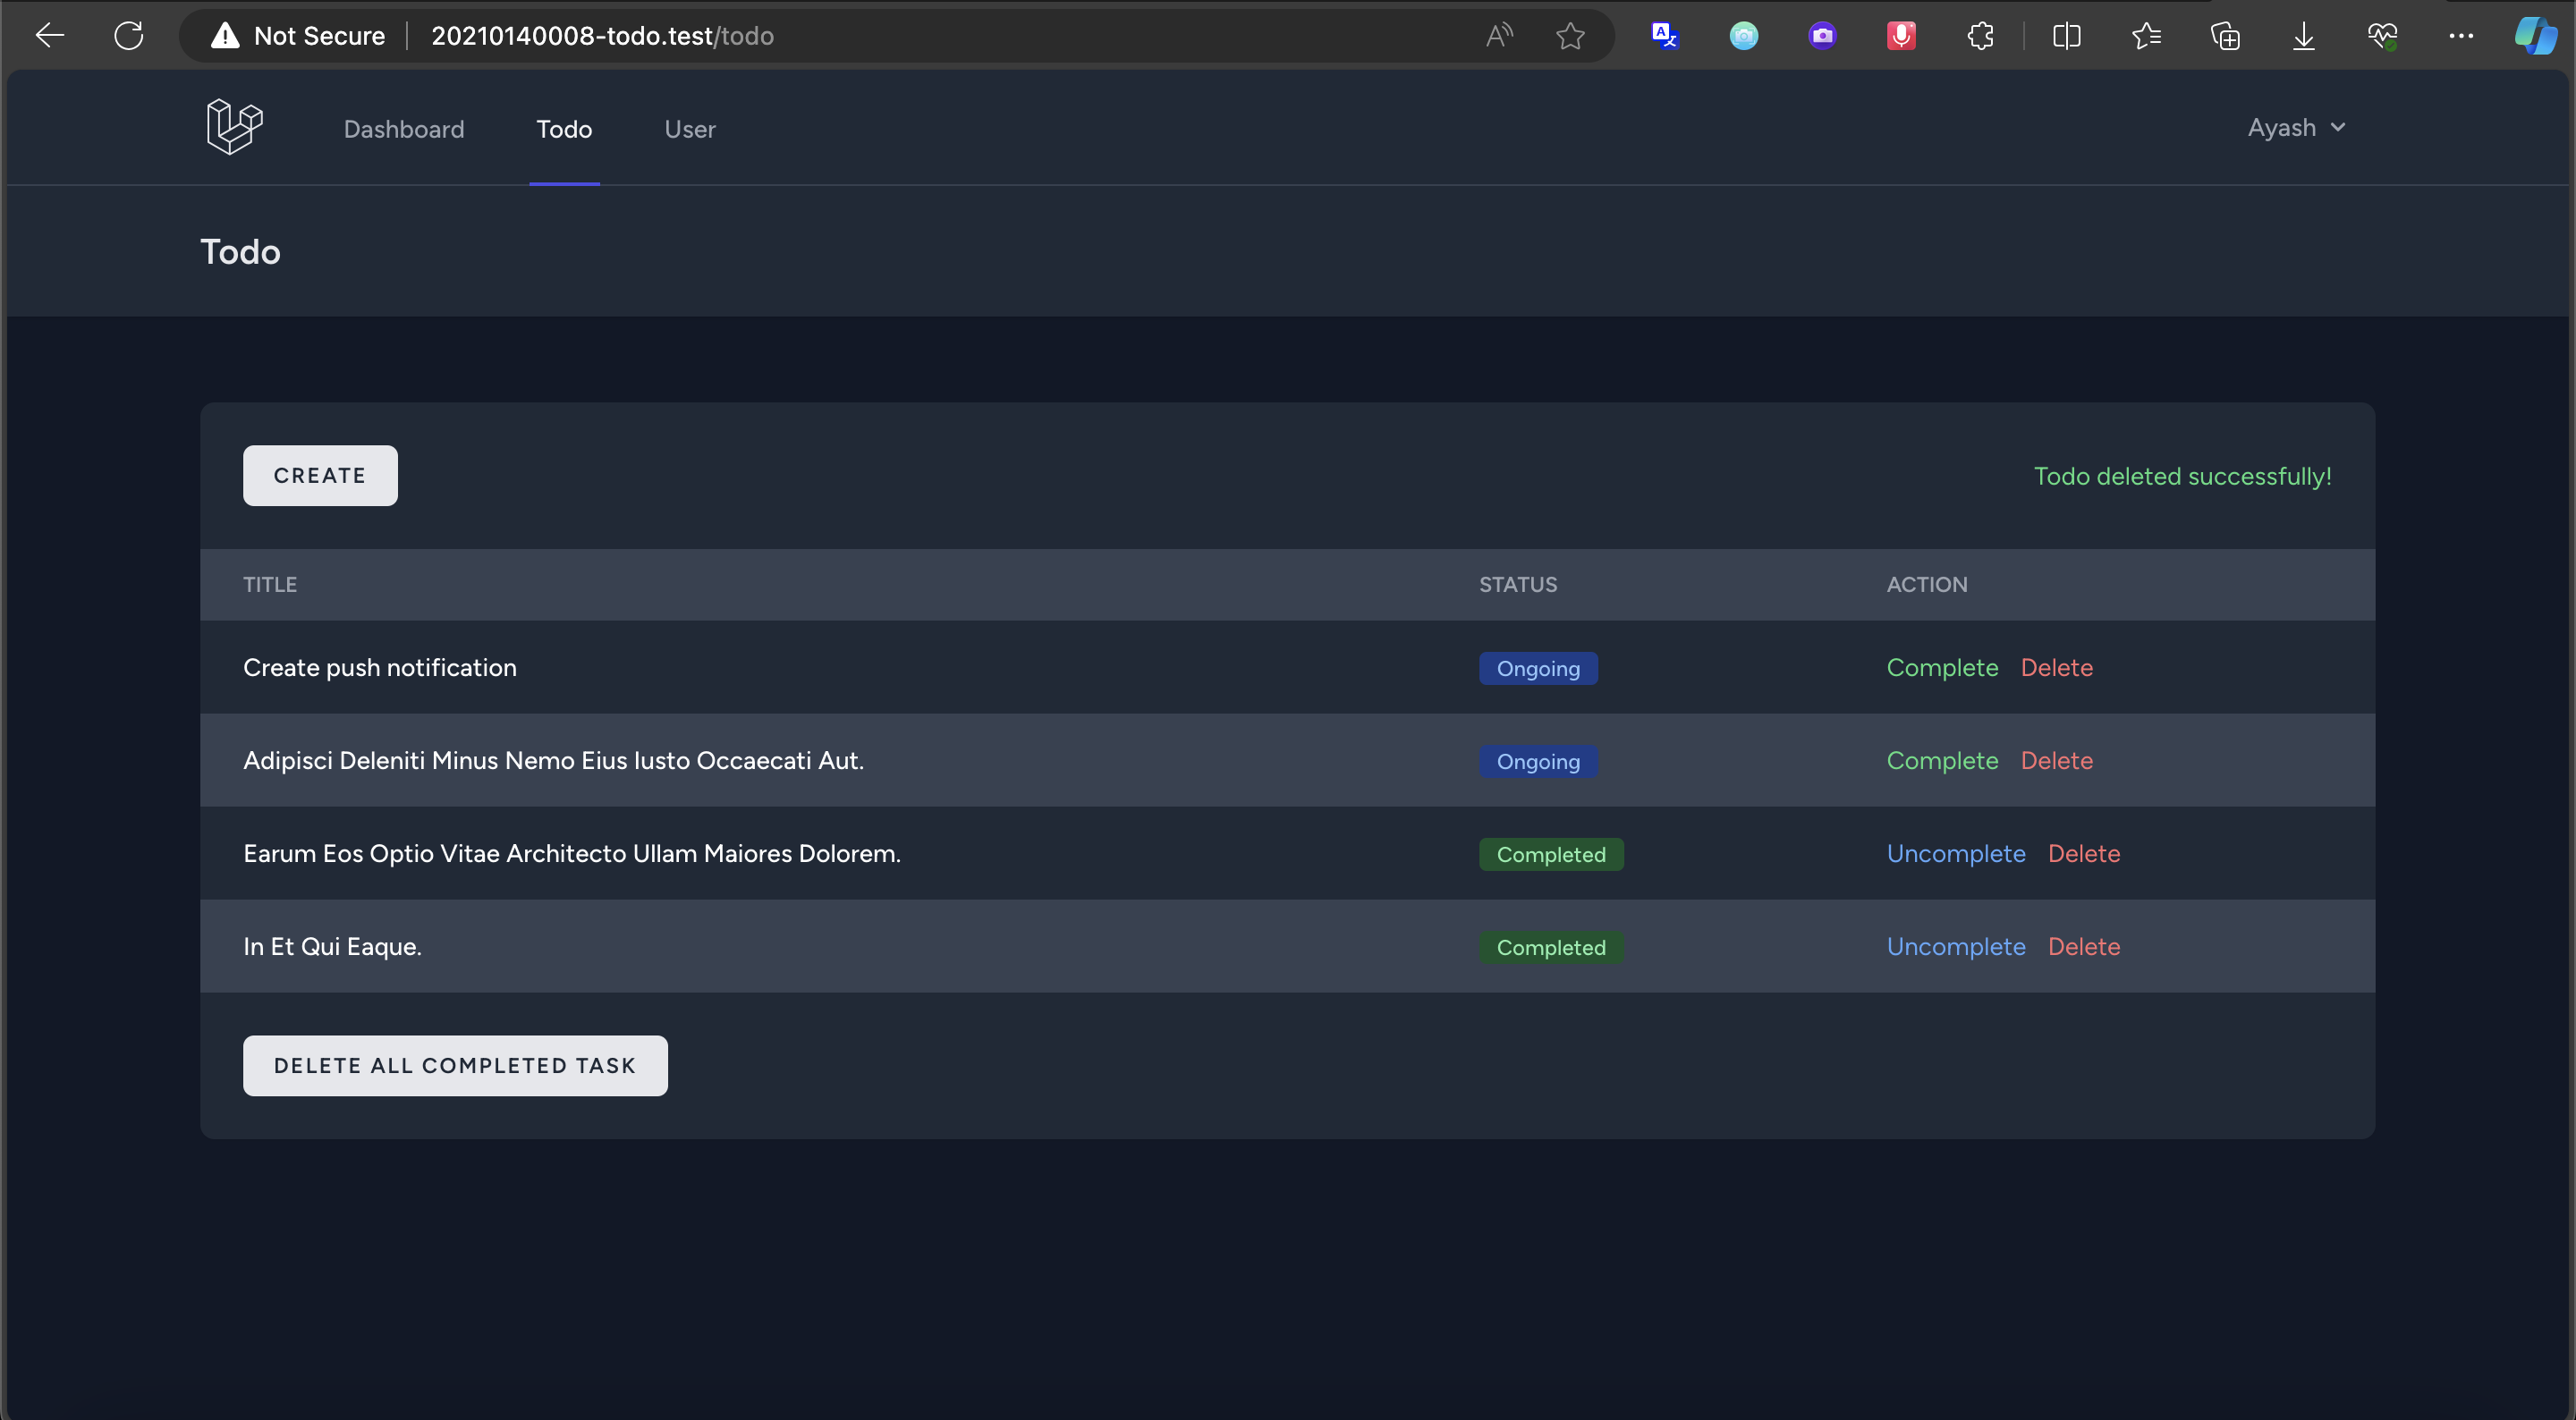 Not Secure 20210140008-todo.test/todo
Dashboard Todo User Ayash
Todo
CREATE Todo deleted successfully!
TITLE STATUS ACTION
Create push notification Ongoing Complete Delete
Adipisci Deleniti Minus Nemo Eius Iusto Occaecati Aut. Ongoing Complete Delete
Earum Eos Optio Vitae Architecto Ullam Maiores Dolorem. Completed Uncomplete Delete
In Et Qui Eaque. Completed Uncomplete Delete
DELETE ALL COMPLETED TASK